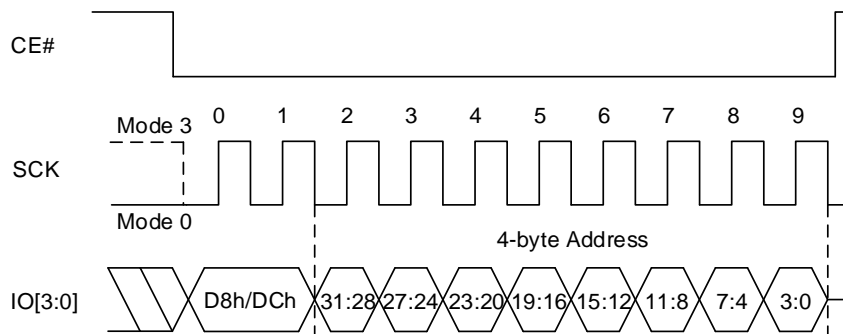 CE#
Mode 3 0 1 2 3 4 5 6 7 8 9
SCK
Mode 0
4-byte Address
IO[3:0] D8h/DCh 31:28 27:24 23:20 19:16 15:12 11:8 7:4 3:0